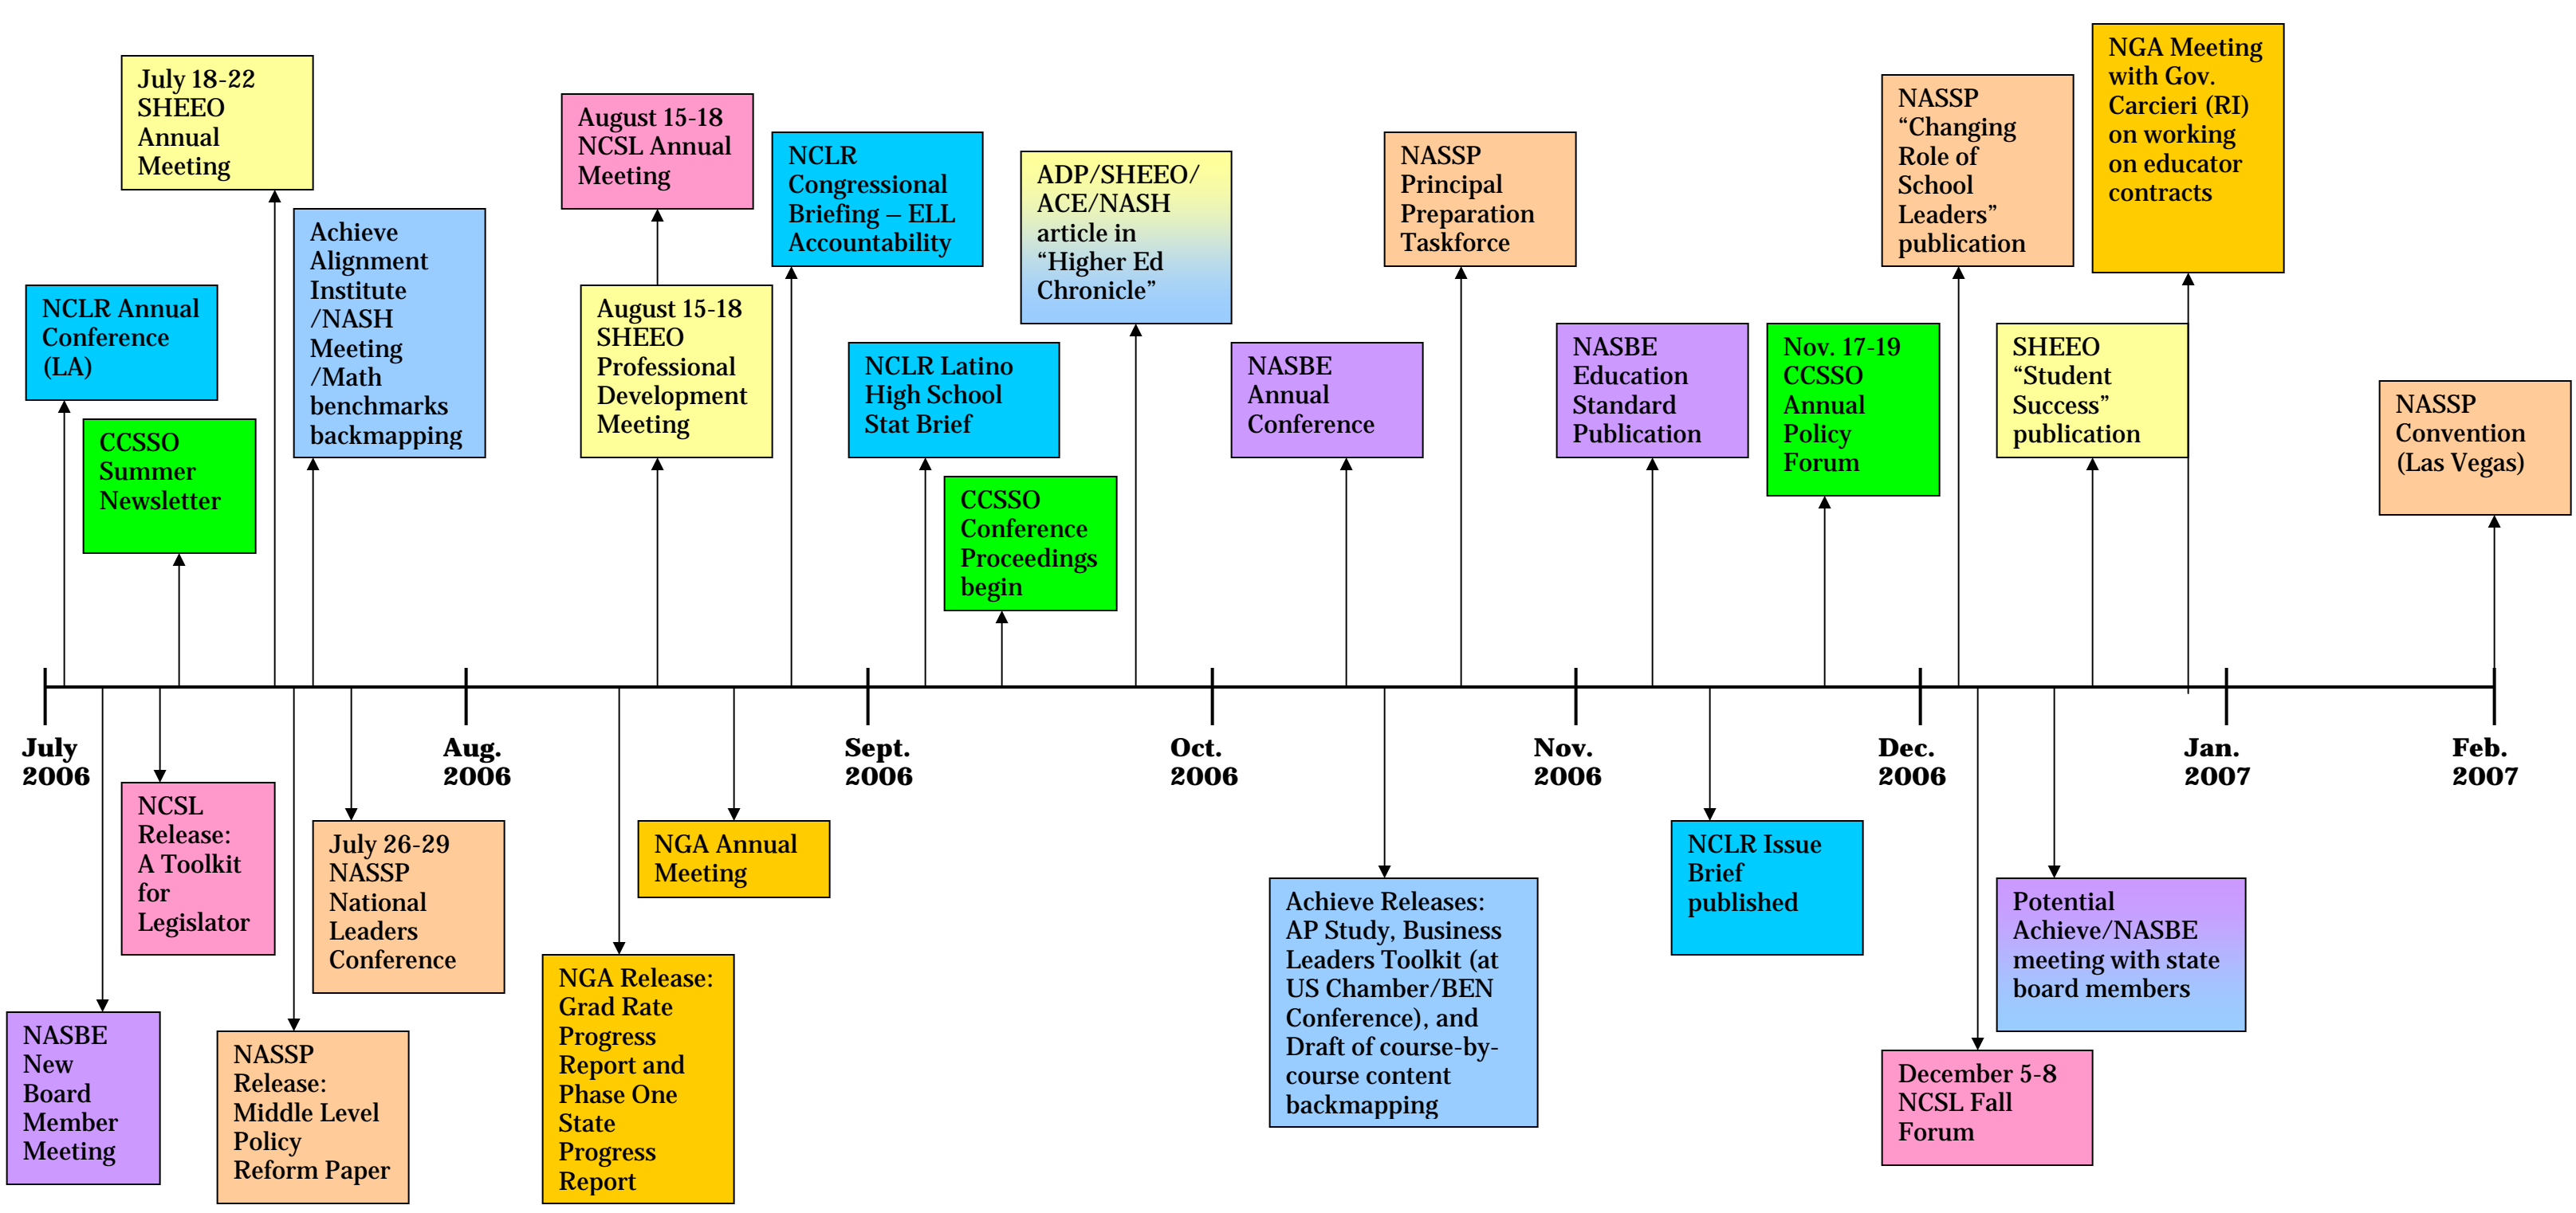 July 18-22
SHEEO
Annual
Meeting
NCLR Annual
Conference
(LA)
CCSSO
Summer
Newsletter
Achieve
Alignment
Institute
/NASH
Meeting
/Math
benchmarks
backmapping
August 15-18
NCSL Annual
Meeting
August 15-18
SHEEO
Professional
Development
Meeting
NCLR
Congressional
Briefing – ELL
Accountability
NCLR Latino
High School
Stat Brief
CCSSO
Conference
Proceedings
begin
ADP/SHEEO/
ACE/NASH
article in
“Higher Ed
Chronicle”
NASBE
Annual
Conference
NASSP
Principal
Preparation
Taskforce
NASBE
Education
Standard
Publication
Nov. 17-19
CCSSO
Annual
Policy
Forum
NASSP
“Changing
Role of
School
Leaders”
publication
SHEEO
“Student
Success”
publication
NGA Meeting
with Gov.
Carcieri (RI)
on working
on educator
contracts
NASSP
Convention
(Las Vegas)
July
2006
Aug.
2006
Sept.
2006
Oct.
2006
Nov.
2006
Dec.
2006
Jan.
2007
Feb.
2007
NASBE
New
Board
Member
Meeting
NCSL
Release:
A Toolkit
for
Legislator
NASSP
Release:
Middle Level
Policy
Reform Paper
July 26-29
NASSP
National
Leaders
Conference
NGA Release:
Grad Rate
Progress
Report and
Phase One
State
Progress
Report
NGA Annual
Meeting
Achieve Releases:
AP Study, Business
Leaders Toolkit (at
US Chamber/BEN
Conference), and
Draft of course-by-
course content
backmapping
NCLR Issue
Brief
published
December 5-8
NCSL Fall
Forum
Potential
Achieve/NASBE
meeting with state
board members